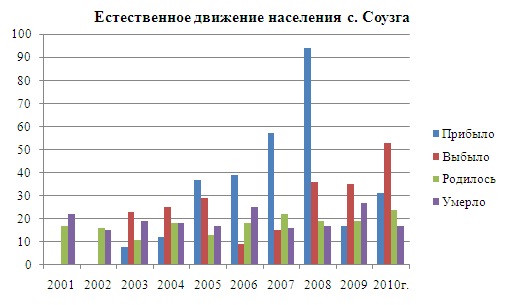 Естественное движение населения с. Соузга
100
90
80
70
60
50
40
30
20
10
0
2001 2002 2003 2004 2005 2006 2007 2008 2009 2010г.
Прибыло
Выбыло
Родилось
Умерло